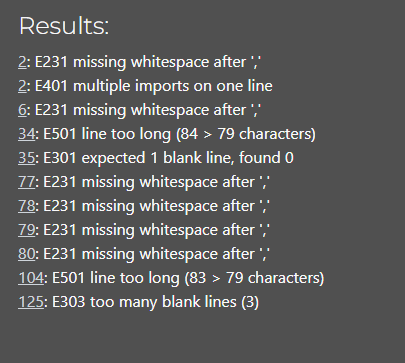 Results:
2: E231 missing whitespace after ','
2: E401 multiple imports on one line
6: E231 missing whitespace after ','
34: E501 line too long (84 > 79 characters)
35: E301 expected 1 blank line, found 0
77: E231 missing whitespace after ','
78: E231 missing whitespace after ','
79: E231 missing whitespace after ','
80: E231 missing whitespace after ','
104: E501 line too long (83 > 79 characters)
125: E303 too many blank lines (3)